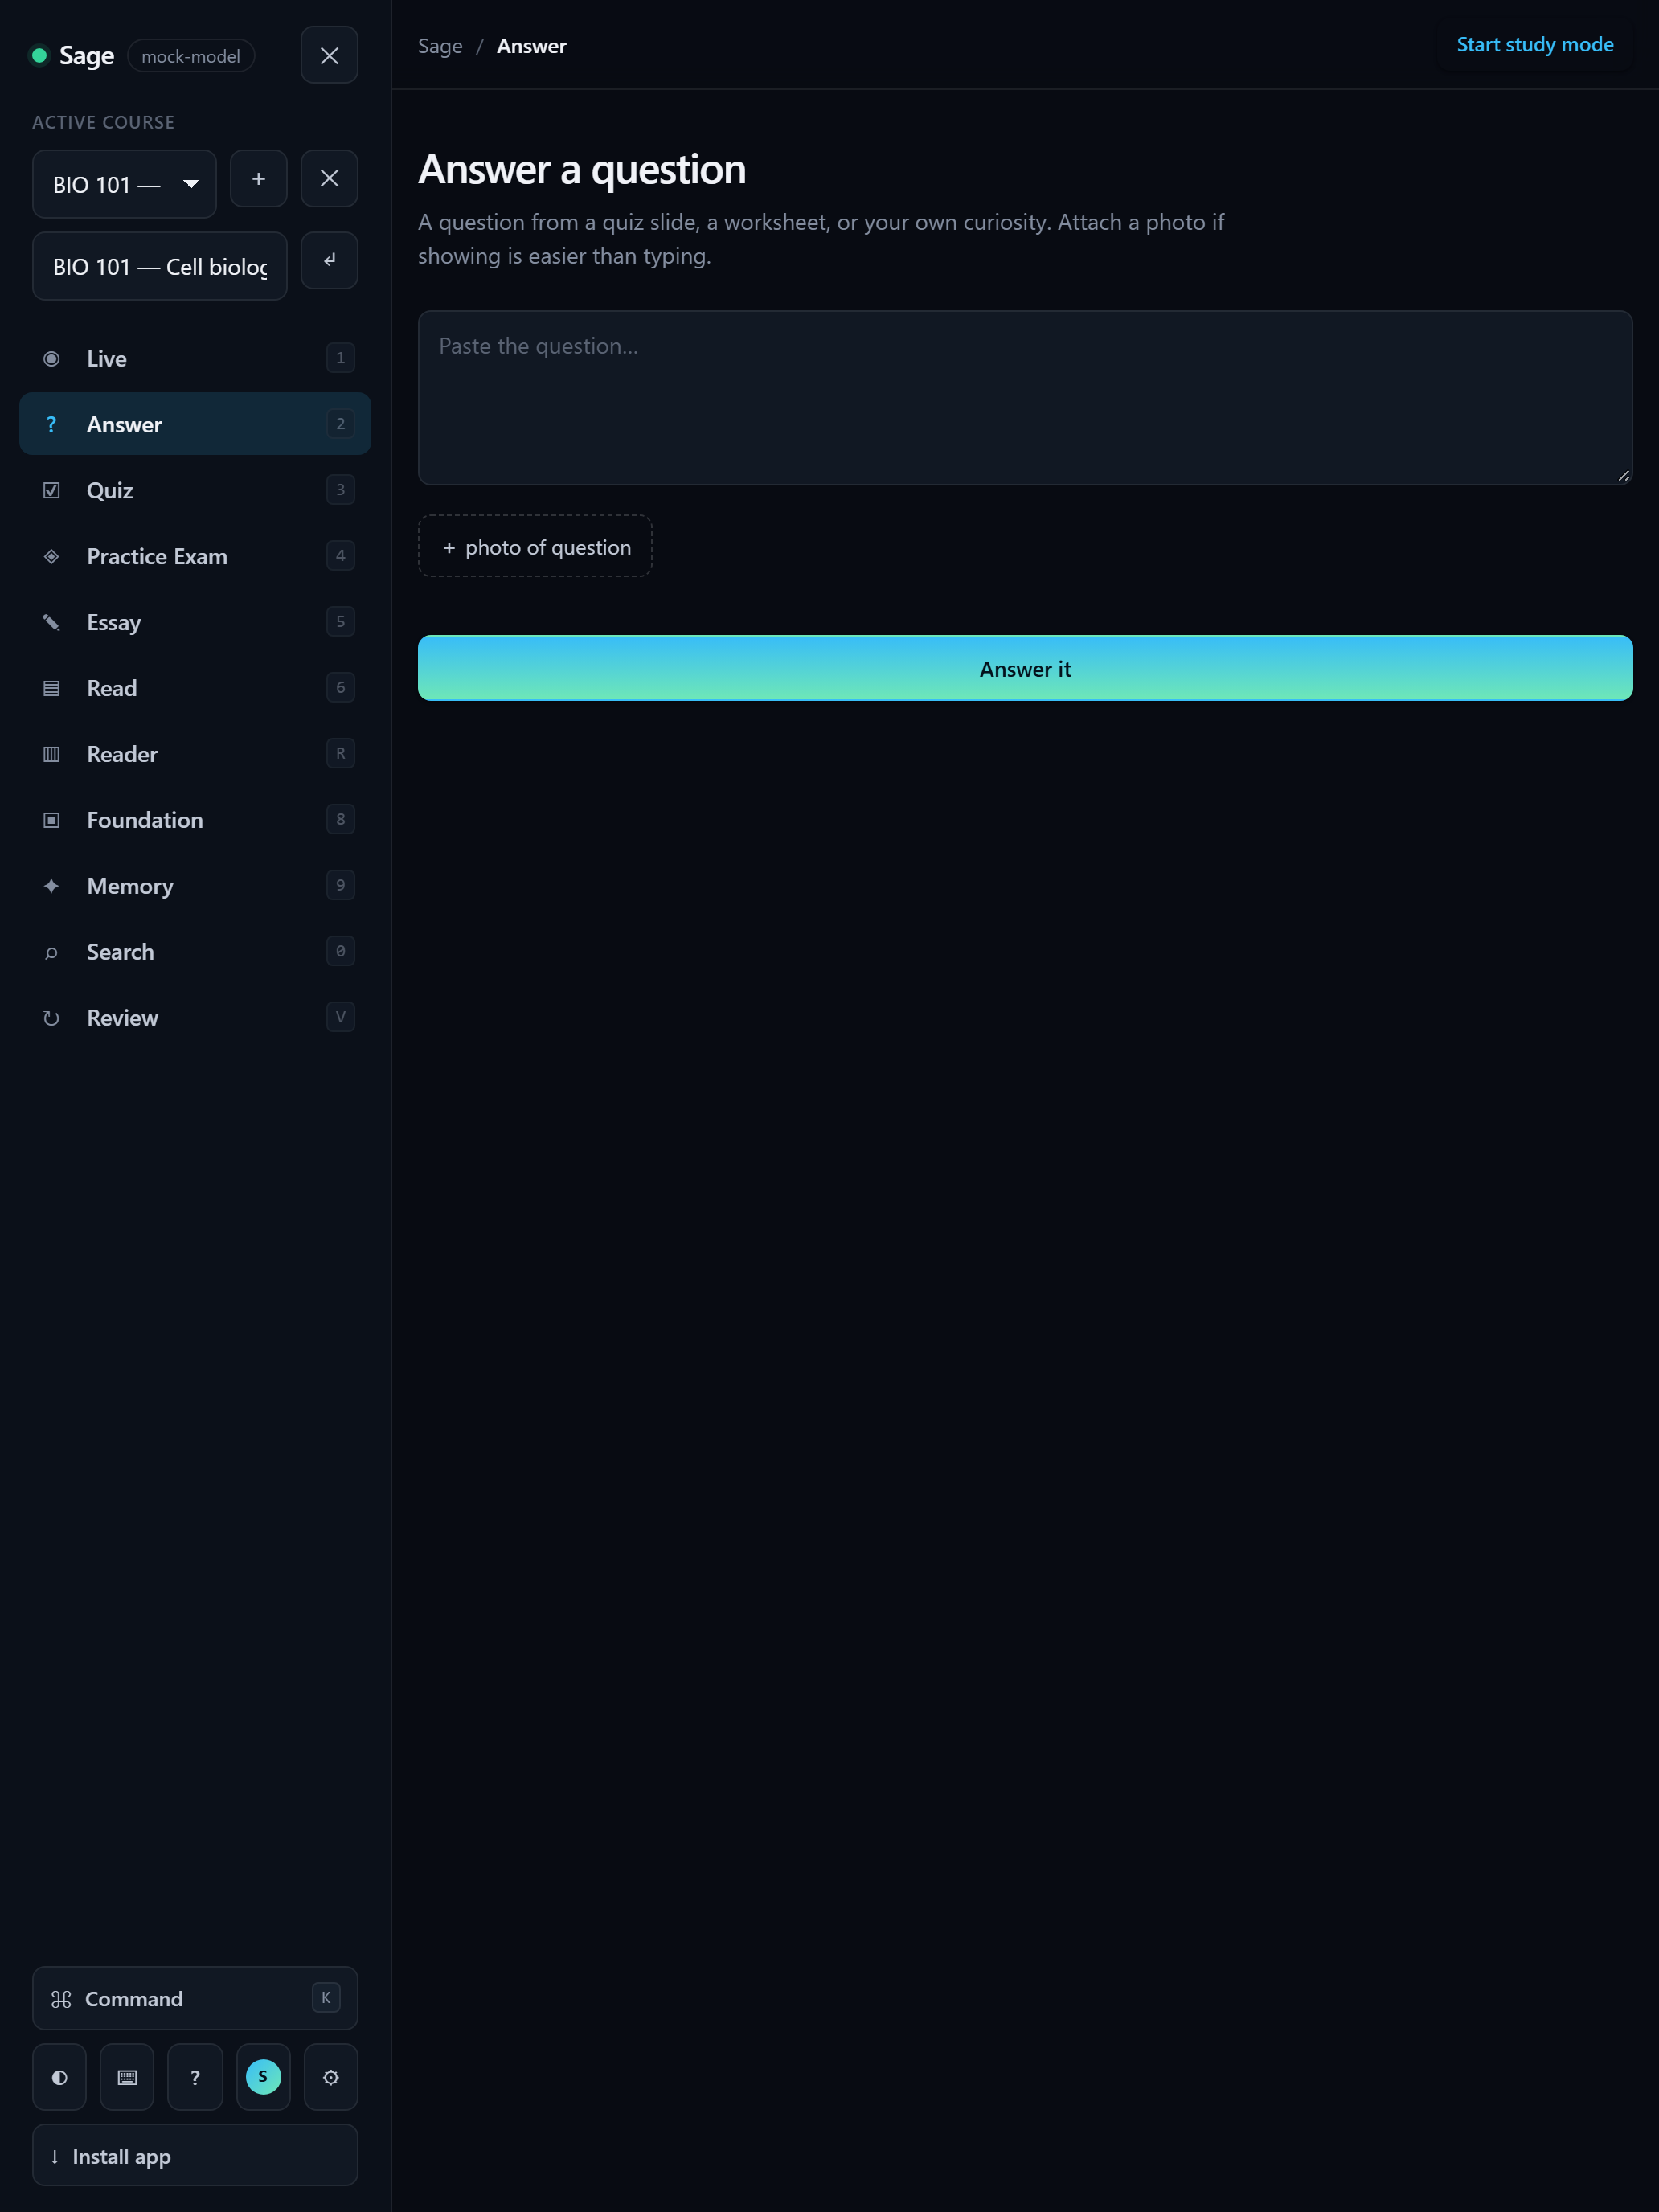 Sage mock-model
ACTIVE COURSE
BIO 101 —
+
BIO 101 — Cell biolog
Live 1
? Answer 2
Quiz 3
Practice Exam 4
Essay 5
Read 6
Reader R
Foundation 8
Memory 9
Search 0
Review V
⌘ Command K
?
S
↓ Install app
Sage / Answer
Start study mode
Answer a question
A question from a quiz slide, a worksheet, or your own curiosity. Attach a photo if
showing is easier than typing.
Paste the question…
+ photo of question
Answer it